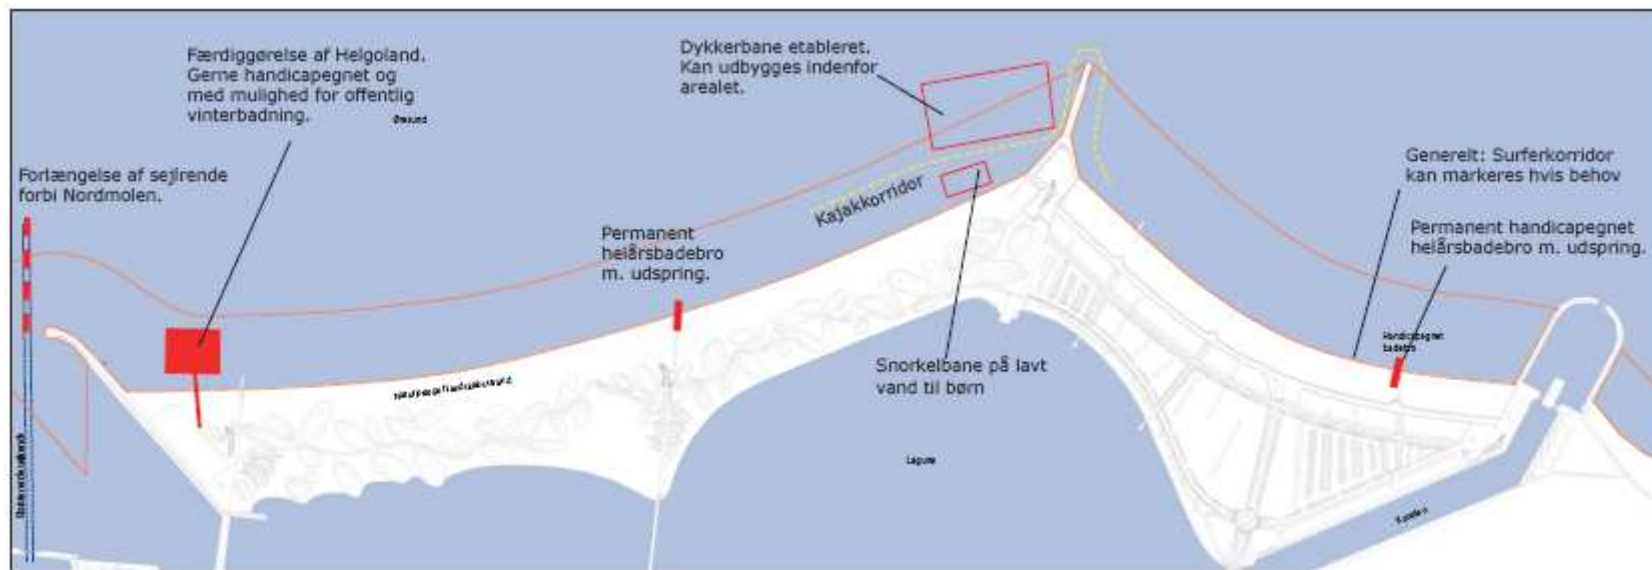 Færdiggørelse af Helgoland.
Gerne handicapegnet og
med mulighed for offentlig
vinterbadning.
Øresund
Dykkerbane etableret.
Kan udbygges indenfor
arealet.
Forlængelse af sejlrende
forbi Nordmolen.
Kajakkorridor
Generelt: Surferkorridor
kan markeres hvis behov
Permanent
helårsbadebro
m. udspring.
Permanent handicapegnet
helårsbadebro m. udspring.
Handicapegnet
badebro
Snorkelbane på lavt
vand til børn
Lagune